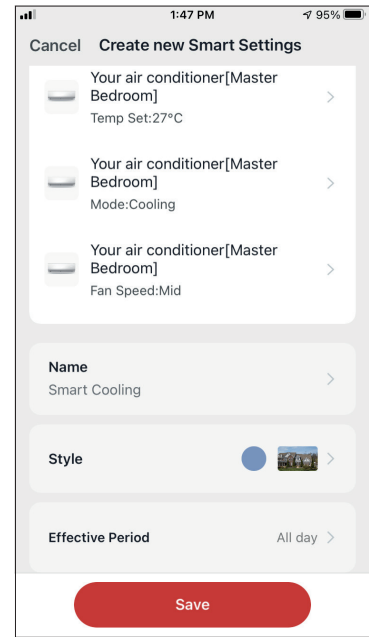 1:47 PM
95%
Cancel Create new Smart Settings
Your air conditioner[Master
Bedroom]
Temp Set:27°C
Your air conditioner[Master
Bedroom]
Mode:Cooling
Your air conditioner[Master
Bedroom]
Fan Speed:Mid
Name
Smart Cooling
Style
Effective Period All day
Save